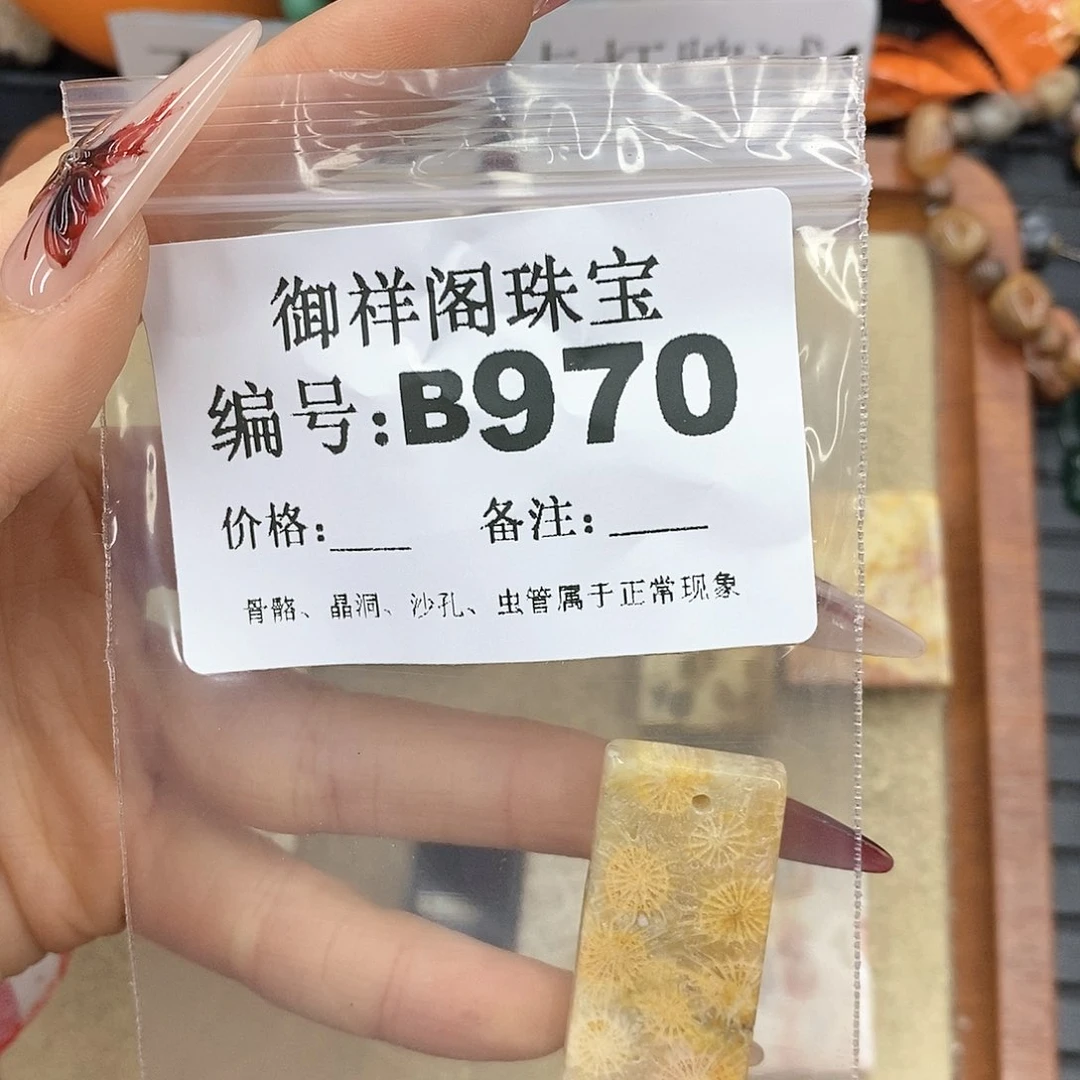 御祥阁珠宝
编号:B970
价格:____ 备注:_____
骨骼、晶洞、沙孔、虫管属于正常现象